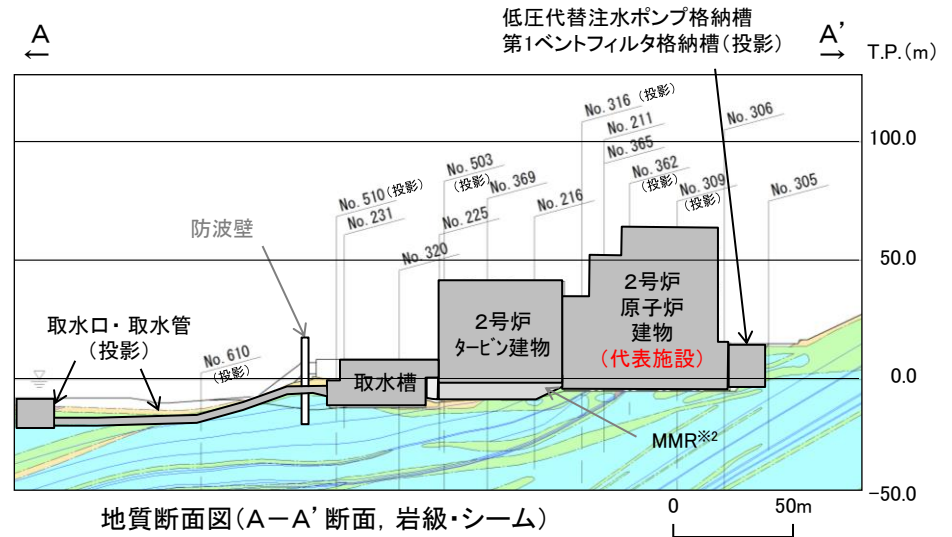 低圧代替注水ポンプ格納槽
第1ベントフィルタ格納槽(投影)
A
←
A'
→
T.P.(m)
No. 316 (投影)
No. 306
100.0
No. 211
No. 365
No. 503
(投影)
No. 362
(投影)
No. 369
No. 510(投影)
No. 309
(投影)
No. 305
No. 231
No. 225
No. 216
防波壁
No. 320
50.0
2号炉
原子炉
建物
(代表施設)
2号炉
タービン建物
取水口・取水管
(投影)
No. 610
(投影)
取水槽
0.0
MMR※2
-50.0
地質断面図(A-A'断面, 岩級・シーム)
0
50m